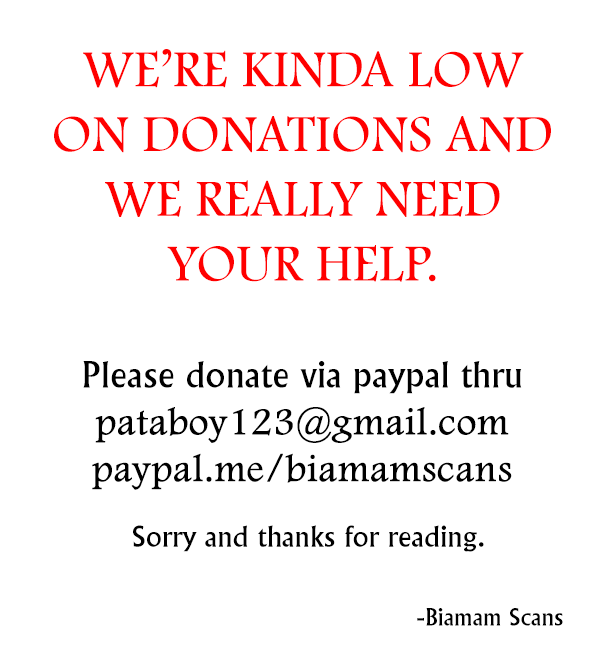 WE’RE KINDA LOW
ON DONATIONS AND
WE REALLY NEED
YOUR HELP.
Please donate via paypal thru
pataboy123@gmail.com
paypal.me/biamamscans
Sorry and thanks for reading.
-Biamam Scans